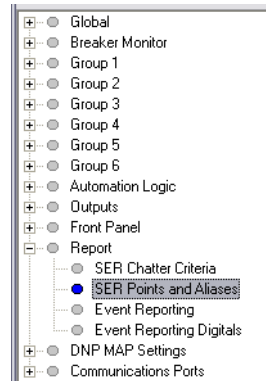 Global
Breaker Monitor
Group 1
Group 2
Group 3
Group 4
Group 5
Group 6
Automation Logic
Outputs
Front Panel
Report
SER Chatter Criteria
SER Points and Aliases
Event Reporting
Event Reporting Digitals
DNP MAP Settings
Communications Ports